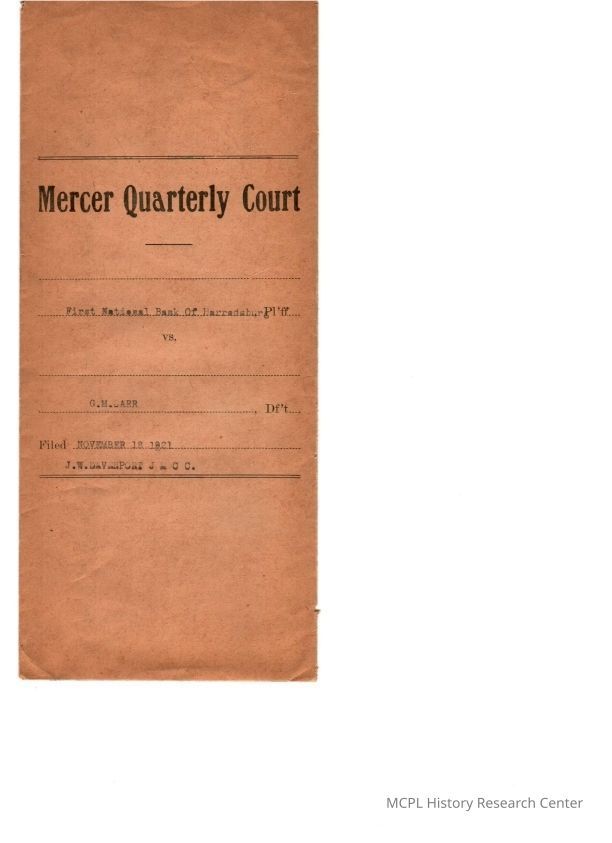 Mercer Quarterly Court
First National Bank Of Harrodsburg Pl'ff
vs.
G.M. Df't
Filed NOVEMBER 1921
J.W.DAVENPORT J M C C.
MCPL History Research Center